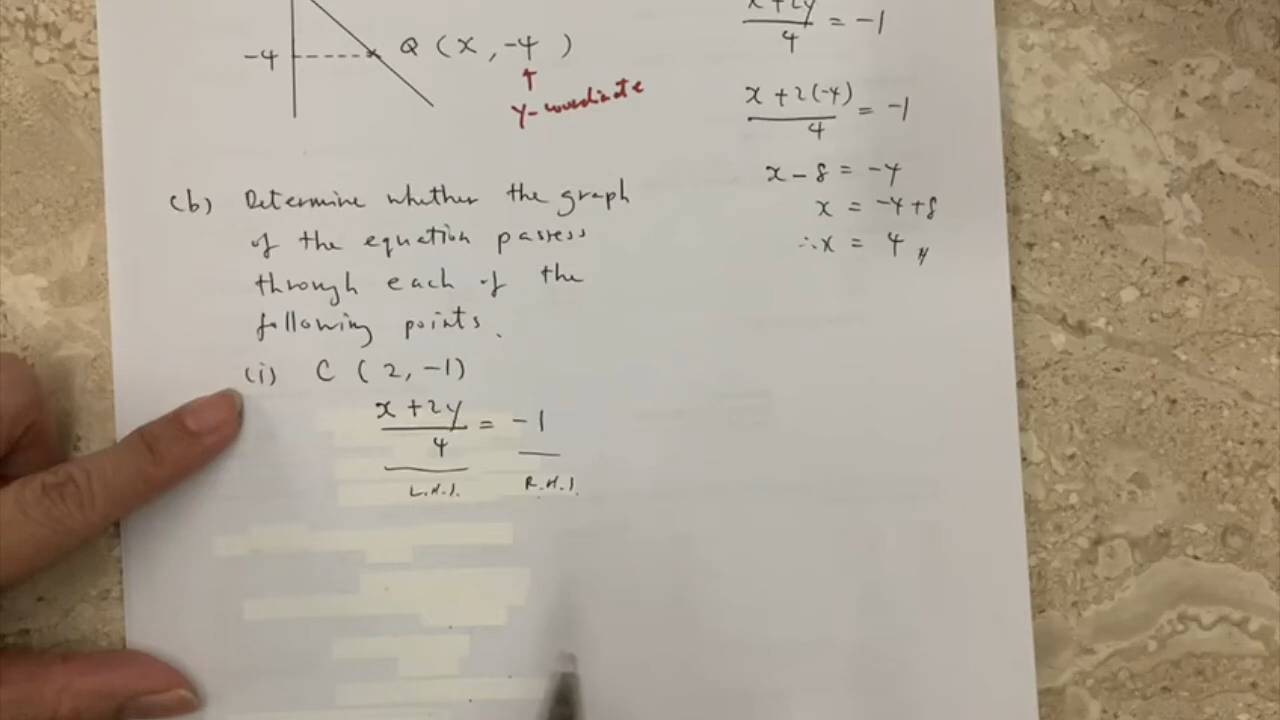 -4 Q (x, -4)
↑
y-coordinate
(b) Determine whether the graph
of the equation passess
through each of the
following points.
(i) C (2, -1)
x + 2y
4
= -1
L.H.S. R.H.S.
x + 2y
4
= -1
x + 2(-4)
4
= -1
x - 8 = -4
x = -4 + 8
∴ x = 4